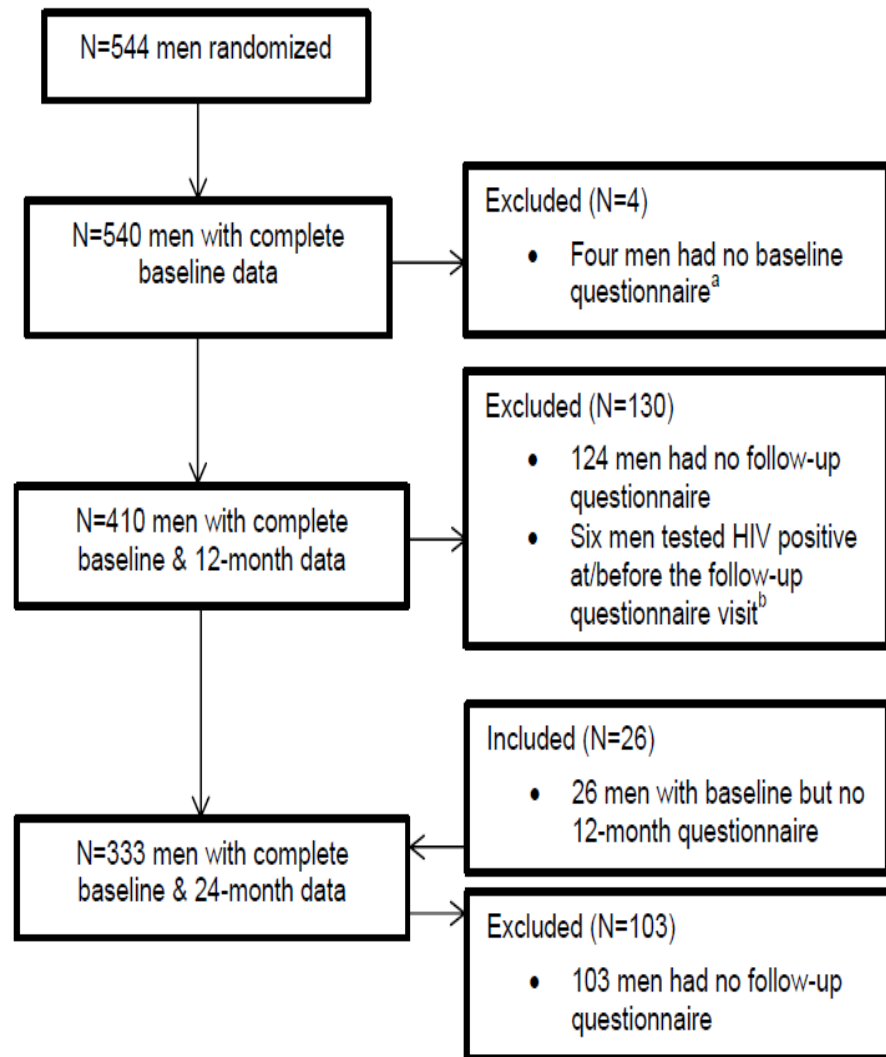 N=544 men randomized
N=540 men with complete
baseline data
Excluded (N=4)
• Four men had no baseline
questionnaireᵃ
Excluded (N=130)
• 124 men had no follow-up
questionnaire
• Six men tested HIV positive
at/before the follow-up
questionnaire visitᵇ
N=410 men with complete
baseline & 12-month data
Included (N=26)
• 26 men with baseline but no
12-month questionnaire
N=333 men with complete
baseline & 24-month data
Excluded (N=103)
• 103 men had no follow-up
questionnaire